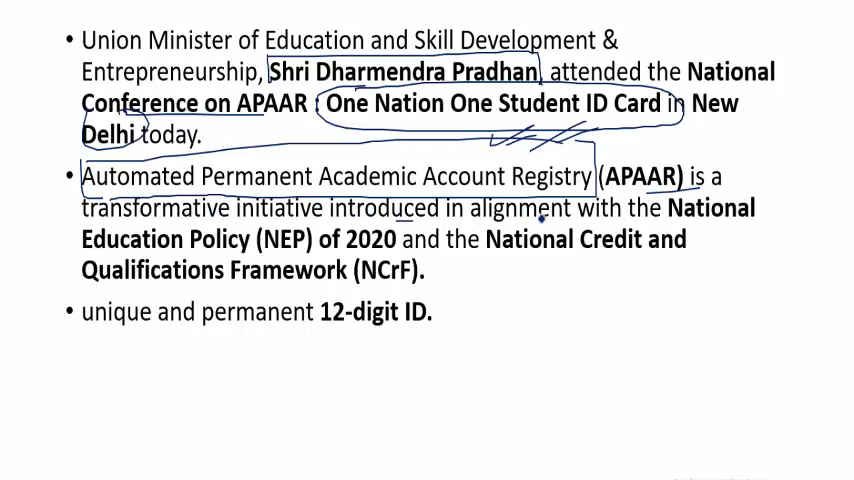 • Union Minister of Education and Skill Development &
Entrepreneurship, Shri Dharmendra Pradhan, attended the National
Conference on APAAR : One Nation One Student ID Card in New
Delhi today.
• Automated Permanent Academic Account Registry (APAAR) is a
transformative initiative introduced in alignment with the National
Education Policy (NEP) of 2020 and the National Credit and
Qualifications Framework (NCrF).
• unique and permanent 12-digit ID.